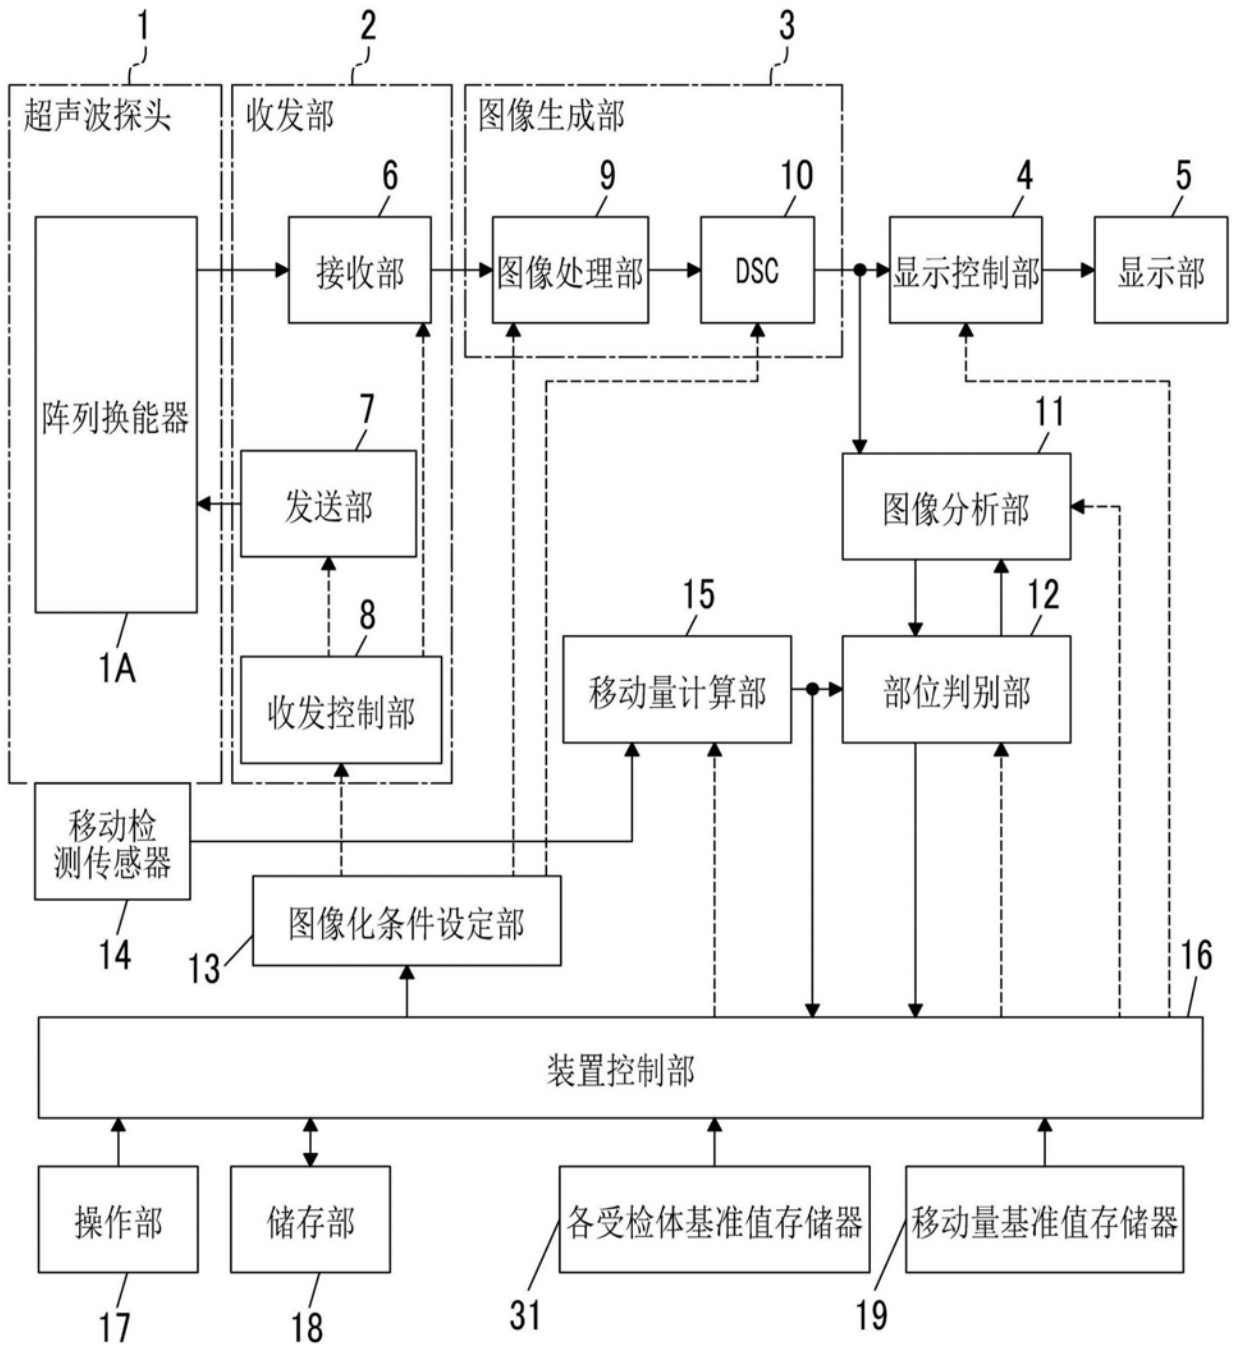 1
2
3
超声波探头
收发部
图像生成部
6
9
10
4
5
接收部
图像处理部
DSC
显示控制部
显示部
阵列换能器
7
11
发送部
图像分析部
1A
8
15
12
收发控制部
移动量计算部
部位判别部
移动检
测传感器
14
13
图像化条件设定部
16
装置控制部
操作部
储存部
各受检体基准值存储器
移动量基准值存储器
17
18
31
19